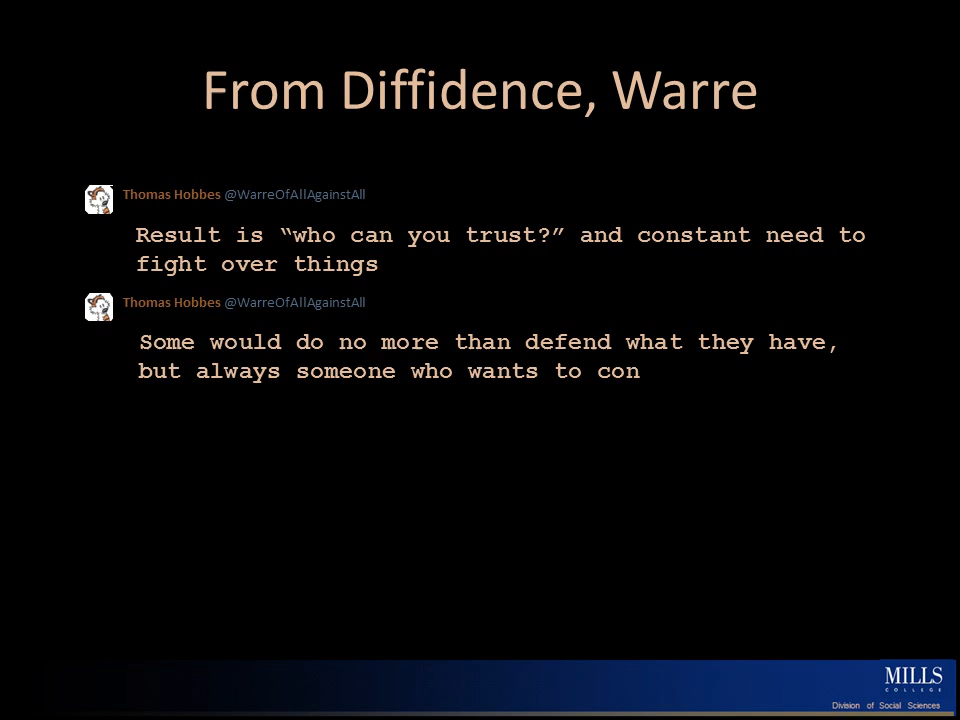 From Diffidence, Warre
Thomas Hobbes @WarreOfAllAgainstAll
Result is “who can you trust?” and constant need to
fight over things
Thomas Hobbes @WarreOfAllAgainstAll
Some would do no more than defend what they have,
but always someone who wants to con
MILLS
COLLEGE
Division of Social Sciences